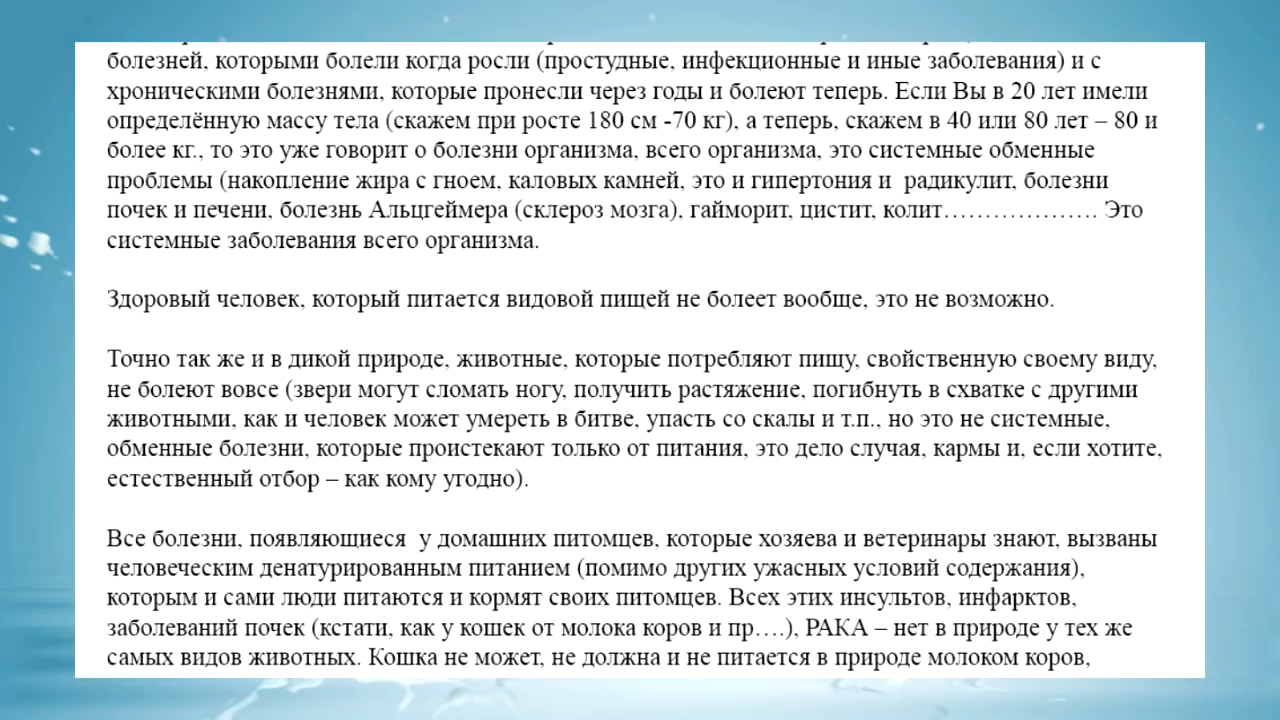 болезней, которыми болели когда росли (простудные, инфекционные и иные заболевания) и с
хроническими болезнями, которые пронесли через годы и болеют теперь. Если Вы в 20 лет имели
определённую массу тела (скажем при росте 180 см -70 кг), а теперь, скажем в 40 или 80 лет – 80 и
более кг., то это уже говорит о болезни организма, всего организма, это системные обменные
проблемы (накопление жира с гноем, каловых камней, это и гипертония и  радикулит, болезни
почек и печени, болезнь Альцгеймера (склероз мозга), гайморит, цистит, колит………………. Это
системные заболевания всего организма.
Здоровый человек, который питается видовой пищей не болеет вообще, это не возможно.
Точно так же и в дикой природе, животные, которые потребляют пищу, свойственную своему виду,
не болеют вовсе (звери могут сломать ногу, получить растяжение, погибнуть в схватке с другими
животными, как и человек может умереть в битве, упасть со скалы и т.п., но это не системные,
обменные болезни, которые проистекают только от питания, это дело случая, кармы и, если хотите,
естественный отбор – как кому угодно).
Все болезни, появляющиеся  у домашних питомцев, которые хозяева и ветеринары знают, вызваны
человеческим денатурированным питанием (помимо других ужасных условий содержания),
которым и сами люди питаются и кормят своих питомцев. Всех этих инсультов, инфарктов,
заболеваний почек (кстати, как у кошек от молока коров и пр….), РАКА – нет в природе у тех же
самых видов животных. Кошка не может, не должна и не питается в природе молоком коров,